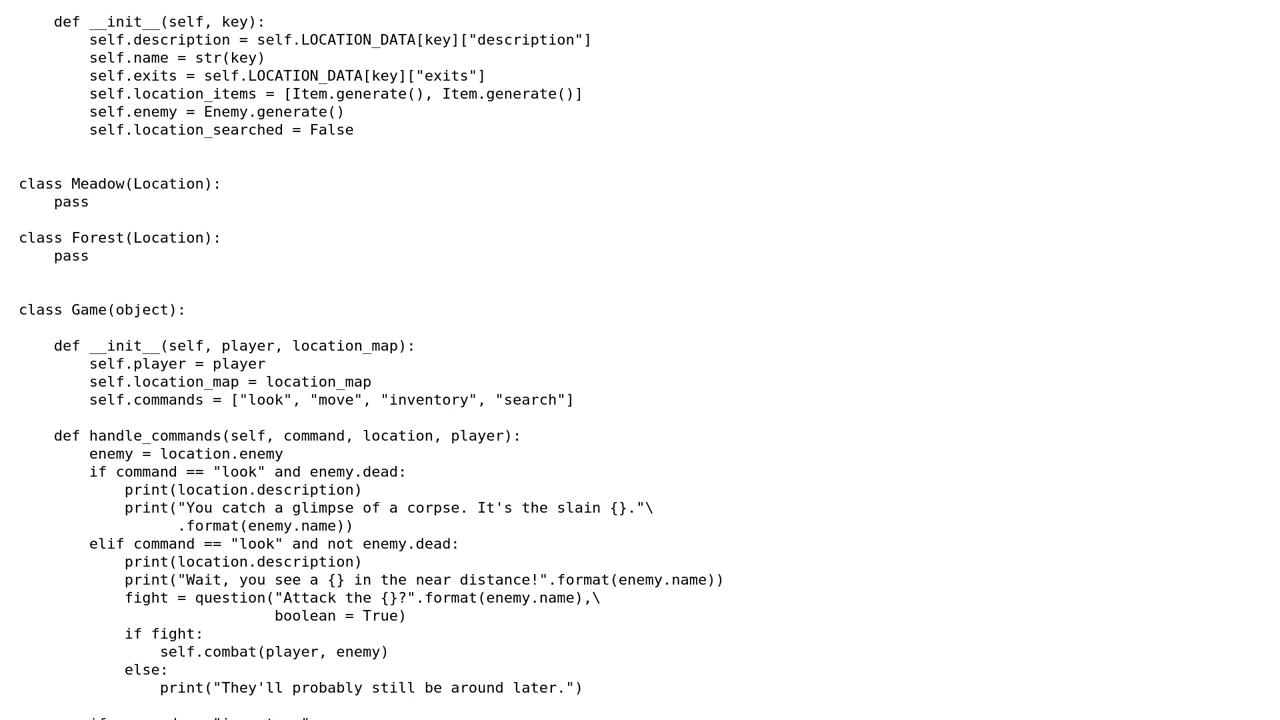 def __init__(self, key):
self.description = self.LOCATION_DATA[key]["description"]
self.name = str(key)
self.exits = self.LOCATION_DATA[key]["exits"]
self.location_items = [Item.generate(), Item.generate()]
self.enemy = Enemy.generate()
self.location_searched = False
class Meadow(Location):
pass
class Forest(Location):
pass
class Game(object):
def __init__(self, player, location_map):
self.player = player
self.location_map = location_map
self.commands = ["look", "move", "inventory", "search"]
def handle_commands(self, command, location, player):
enemy = location.enemy
if command == "look" and enemy.dead:
print(location.description)
print("You catch a glimpse of a corpse. It's the slain {}."\
.format(enemy.name))
elif command == "look" and not enemy.dead:
print(location.description)
print("Wait, you see a {} in the near distance!".format(enemy.name))
fight = question("Attack the {}?".format(enemy.name),\
boolean = True)
if fight:
self.combat(player, enemy)
else:
print("They'll probably still be around later.")